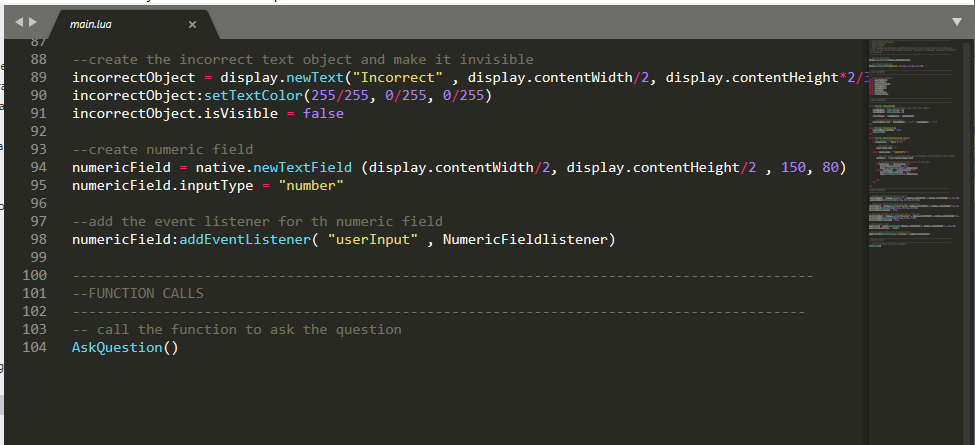 main.lua ×
87
88 --create the incorrect text object and make it invisible
89 incorrectObject = display.newText("Incorrect" , display.contentWidth/2, display.contentHeight*2/3
90 incorrectObject:setTextColor(255/255, 0/255, 0/255)
91 incorrectObject.isVisible = false
92
93 --create numeric field
94 numericField = native.newTextField (display.contentWidth/2, display.contentHeight/2 , 150, 80)
95 numericField.inputType = "number"
96
97 --add the event listener for th numeric field
98 numericField:addEventListener( "userInput" , NumericFieldlistener)
99
100 ------------------------------------------------------------------------------------------
101 --FUNCTION CALLS
102 -----------------------------------------------------------------------------------------
103 -- call the function to ask the question
104 AskQuestion()